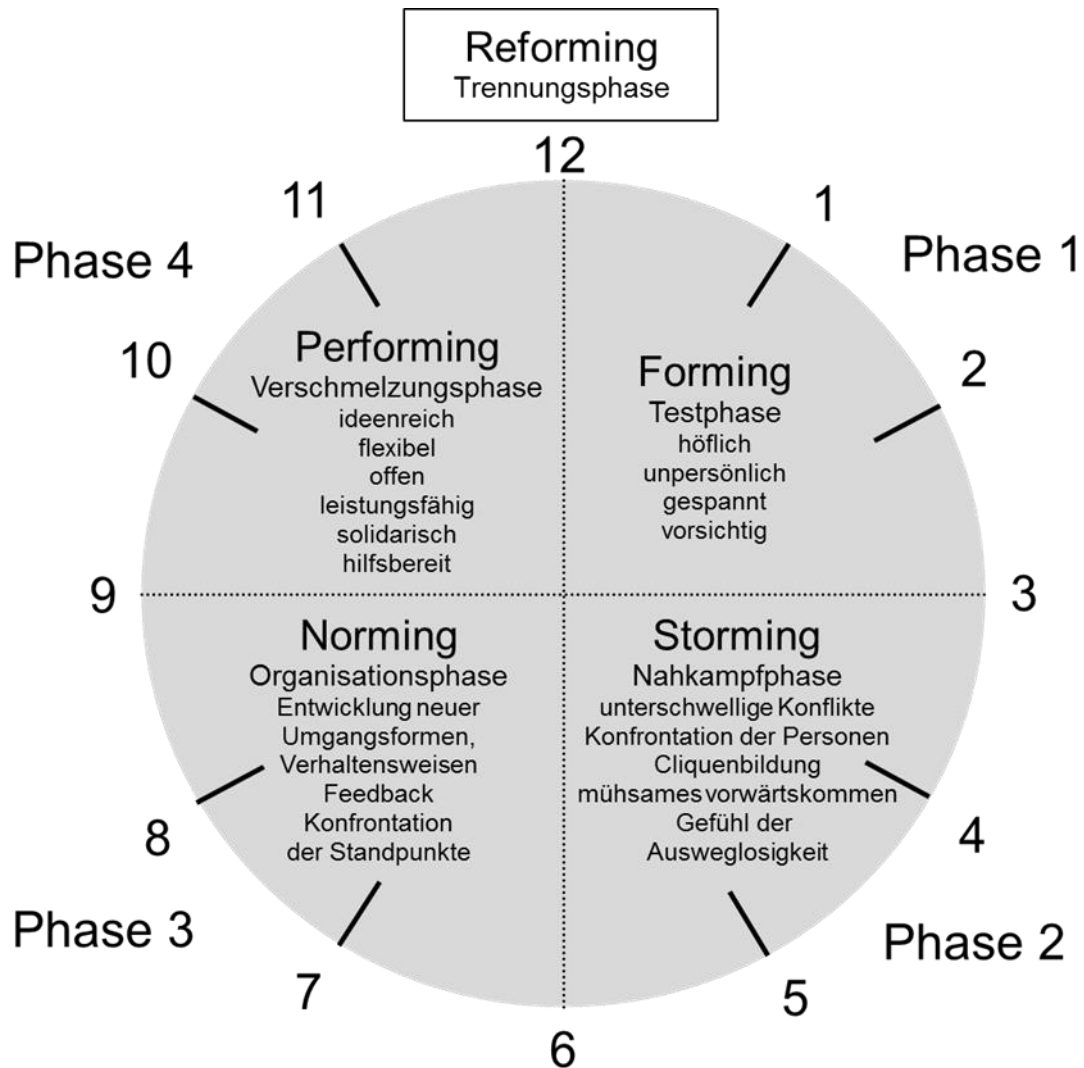 Reforming
Trennungsphase
12
11
1
Phase 4
Phase 1
10
2
Performing
Verschmelzungsphase
ideenreich
flexibel
offen
leistungsfähig
solidarisch
hilfsbereit
Forming
Testphase
höflich
unpersönlich
gespannt
vorsichtig
9
3
Norming
Organisationsphase
Entwicklung neuer
Umgangsformen,
Verhaltensweisen
Feedback
Konfrontation
der Standpunkte
Storming
Nahkampfphase
unterschwellige Konflikte
Konfrontation der Personen
Cliquenbildung
mühsames vorwärtskommen
Gefühl der
Ausweglosigkeit
8
4
Phase 3
Phase 2
7
5
6